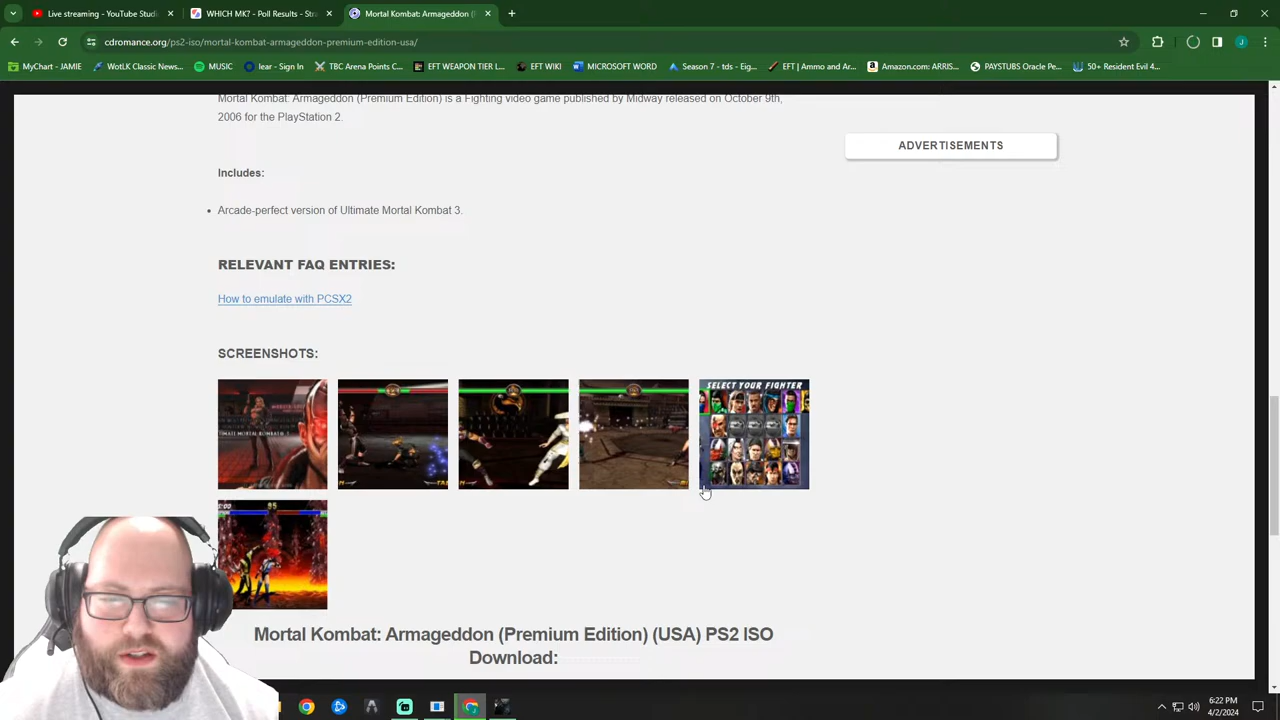 Live streaming - YouTube Studi
WHICH MK? - Poll Results - Str
Mortal Kombat: Armageddon (P
cdromance.org/ps2-iso/mortal-kombat-armageddon-premium-edition-usa/
MyChart - JAMIE
WotLK Classic News...
MUSIC
lear - Sign In
TBC Arena Points C...
EFT WEAPON TIER L...
EFT WIKI
MICROSOFT WORD
Season 7 - tds - Eig...
EFT | Ammo and Ar...
Amazon.com: ARRIS...
PAYSTUBS Oracle Pe...
50+ Resident Evil 4...
Mortal Kombat: Armageddon (Premium Edition) is a Fighting video game published by Midway released on October 9th,
2006 for the PlayStation 2.
ADVERTISEMENTS
Includes:
Arcade-perfect version of Ultimate Mortal Kombat 3.
RELEVANT FAQ ENTRIES:
How to emulate with PCSX2
SCREENSHOTS:
SELECT YOUR FIGHTER
Mortal Kombat: Armageddon (Premium Edition) (USA) PS2 ISO
Download:
6:22 PM
4/2/2024